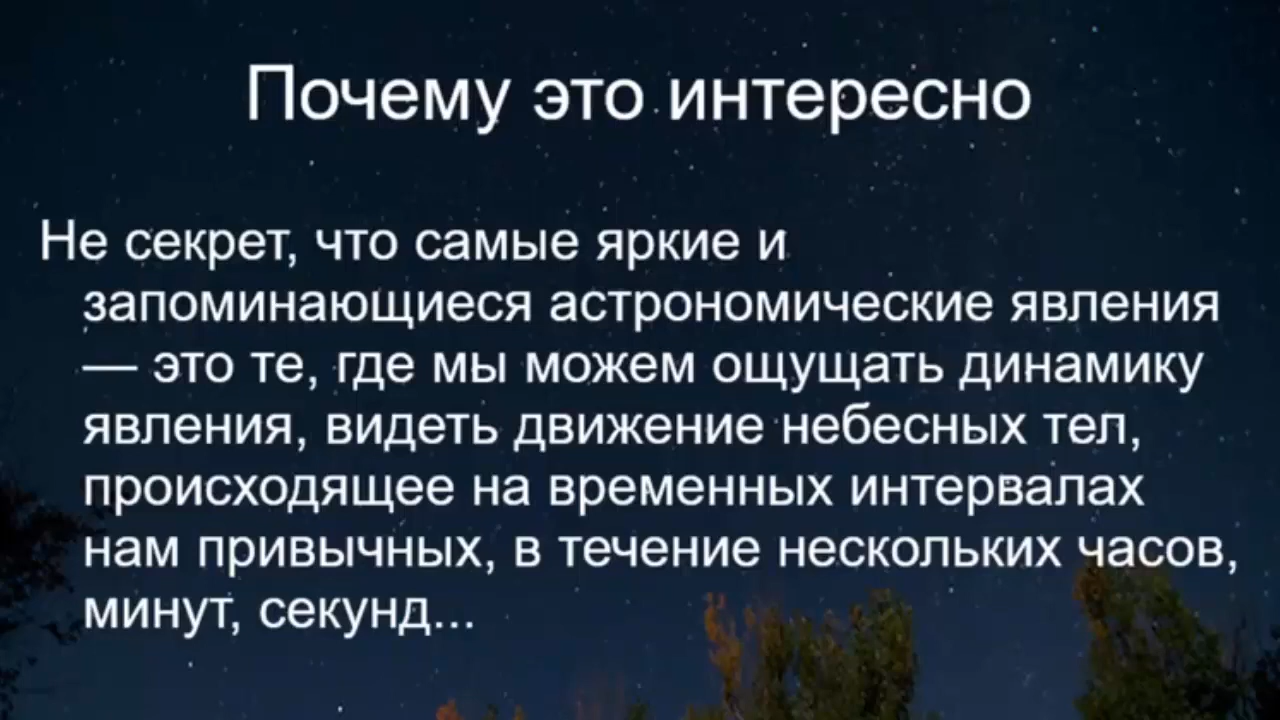 Почему это интересно
Не секрет, что самые яркие и
запоминающиеся астрономические явления
— это те, где мы можем ощущать динамику
явления, видеть движение небесных тел,
происходящее на временных интервалах
нам привычных, в течение нескольких часов,
минут, секунд...